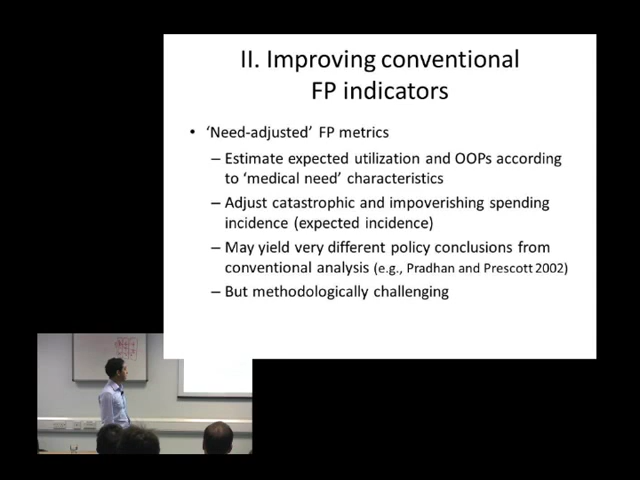 II. Improving conventional
FP indicators
• ‘Need-adjusted’ FP metrics
– Estimate expected utilization and OOPs according
to ‘medical need’ characteristics
– Adjust catastrophic and impoverishing spending
incidence (expected incidence)
– May yield very different policy conclusions from
conventional analysis (e.g., Pradhan and Prescott 2002)
– But methodologically challenging